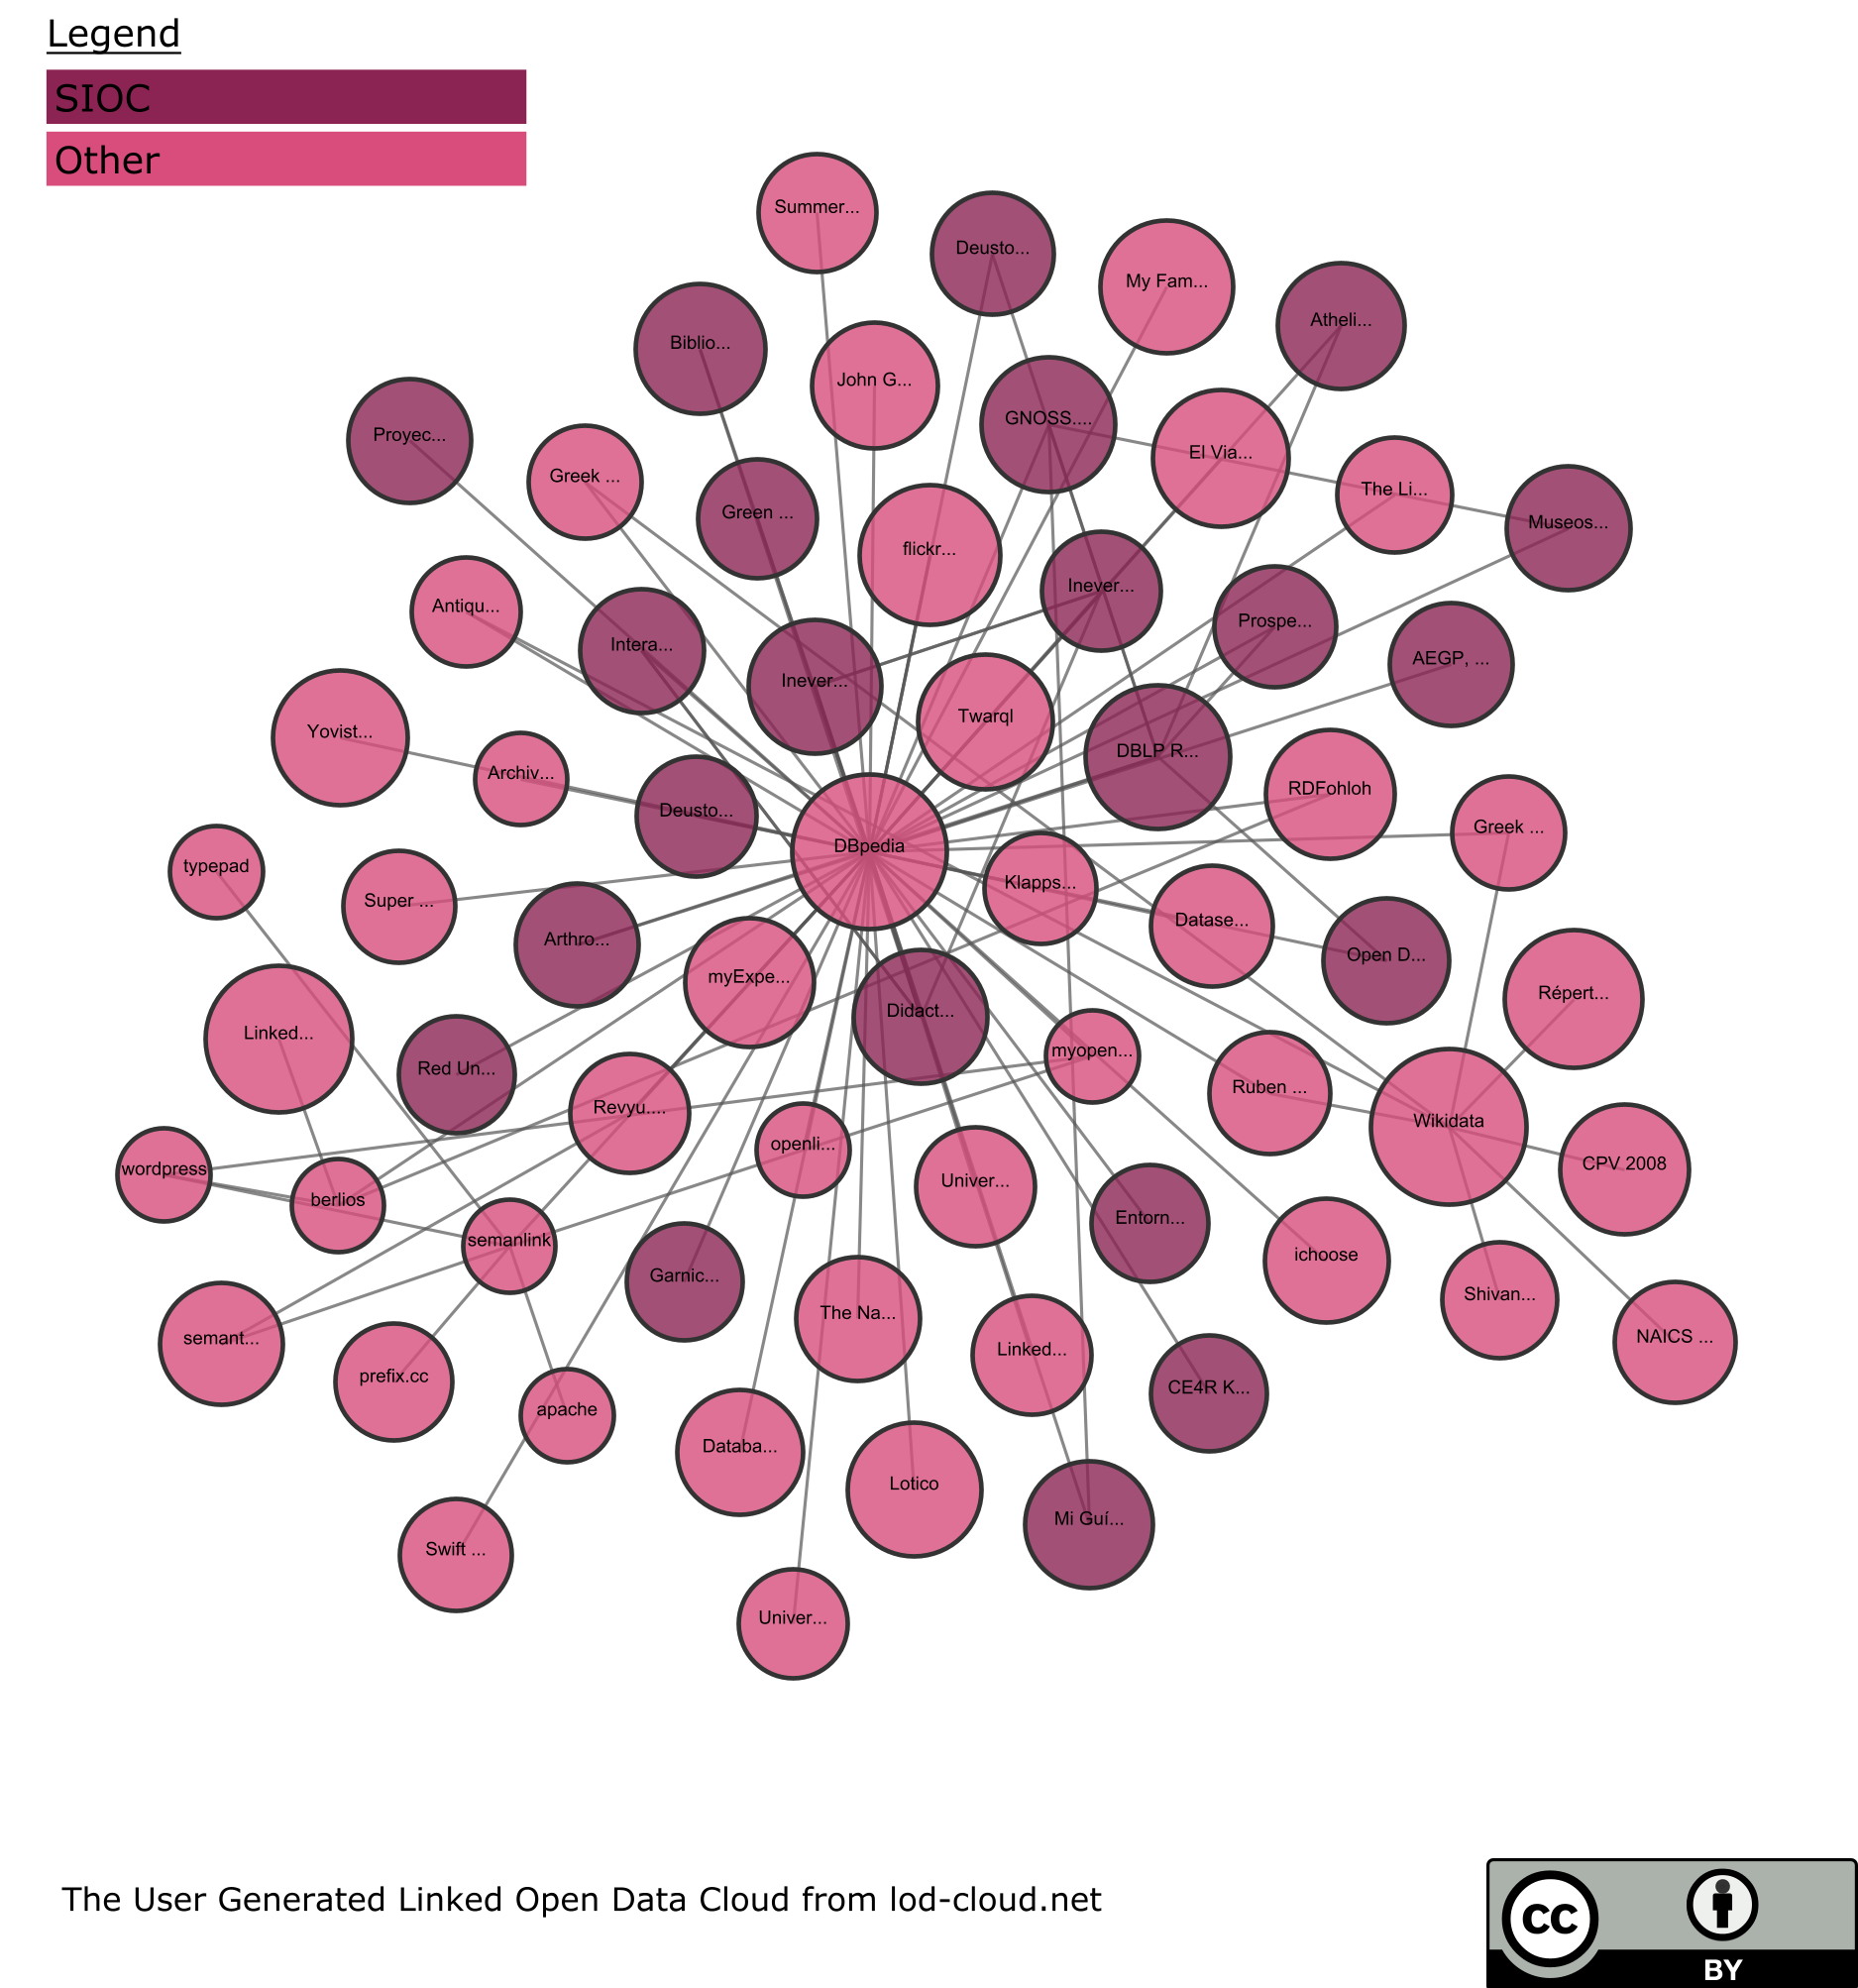 Legend
SIOC
Other
Summer...
Deusto...
My Fam...
Atheli...
Biblio...
John G...
GNOSS....
Proyec...
Greek ...
El Via...
The Li...
Green ...
Museos...
flickr...
Antiqu...
Inever...
Prospe...
Intera...
AEGP, ...
Inever...
Twarql
Yovist...
DBLP R...
Archiv...
RDFohloh
Deusto...
Greek ...
DBpedia
typepad
Klapps...
Super ...
Datase...
Arthro...
Open D...
myExpe...
Répert...
Didact...
Linked...
myopen...
Red Un...
Ruben ...
Revyu....
Wikidata
openli...
CPV 2008
wordpress
Univer...
berlios
Entorn...
semanlink
ichoose
Garnic...
Shivan...
The Na...
semant...
NAICS ...
Linked...
prefix.cc
CE4R K...
apache
Databa...
Lotico
Mi Guí...
Swift ...
Univer...
The User Generated Linked Open Data Cloud from lod-cloud.net
cc
BY